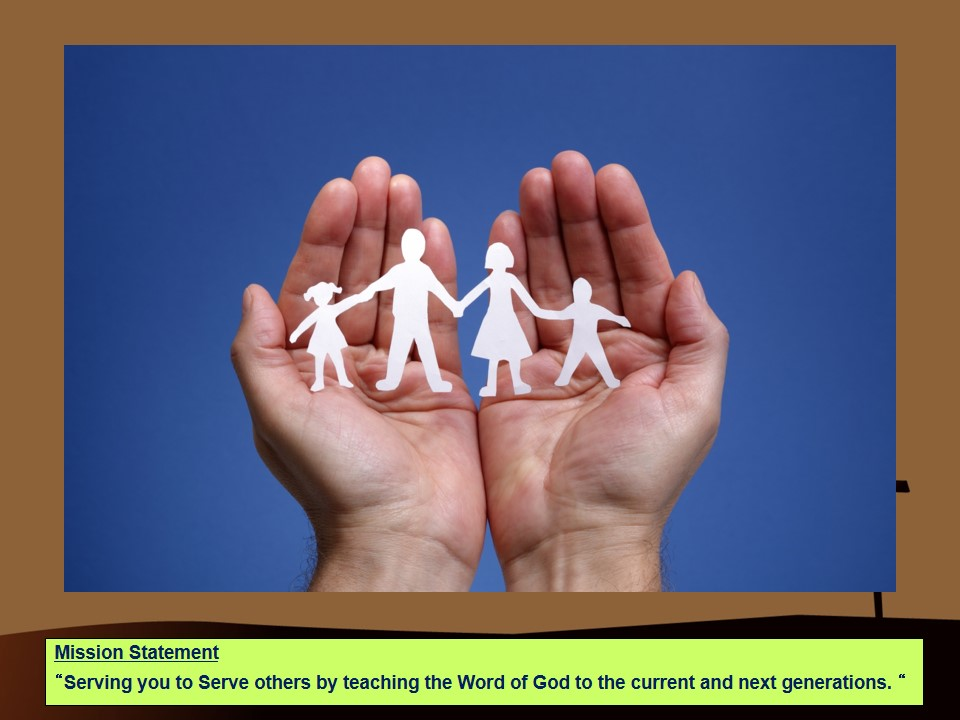 Mission Statement
“Serving you to Serve others by teaching the Word of God to the current and next generations. “